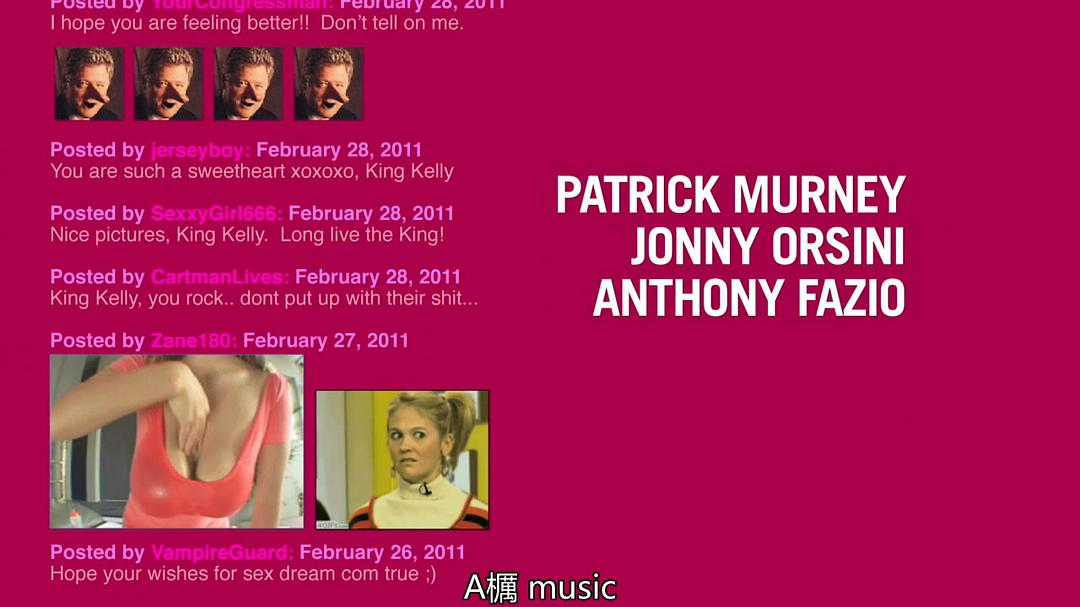 Posted by YourCongressman: February 28, 2011
I hope you are feeling better!! Don't tell on me.
Posted by jerseyboy: February 28, 2011
You are such a sweetheart xoxoxo, King Kelly
Posted by SexxyGirl666: February 28, 2011
Nice pictures, King Kelly. Long live the King!
Posted by CartmanLives: February 28, 2011
King Kelly, you rock.. dont put up with their shit...
Posted by Zane180: February 27, 2011
4GIFs.com
Posted by VampireGuard: February 26, 2011
Hope your wishes for sex dream com true ;)
PATRICK MURNEY
JONNY ORSINI
ANTHONY FAZIO
A欘 music